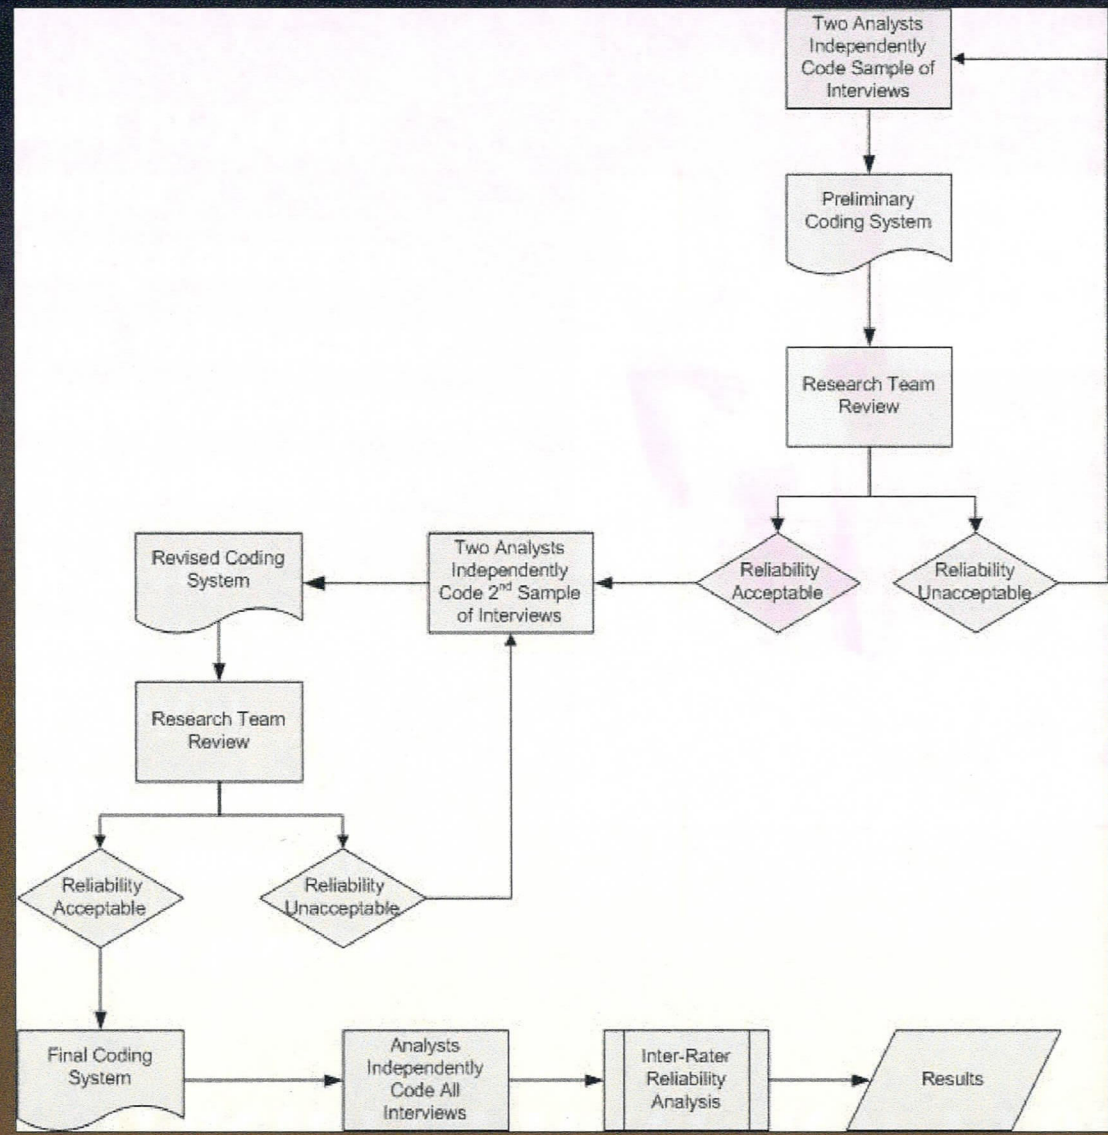 Two Analysts
Independently
Code Sample of
Interviews
Preliminary
Coding System
Research Team
Review
Reliability
Acceptable
Reliability
Unacceptable
Two Analysts
Independently
Code 2nd Sample
of Interviews
Revised Coding
System
Research Team
Review
Reliability
Acceptable
Reliability
Unacceptable
Final Coding
System
Analysts
Independently
Code All
Interviews
Inter-Rater
Reliability
Analysis
Results